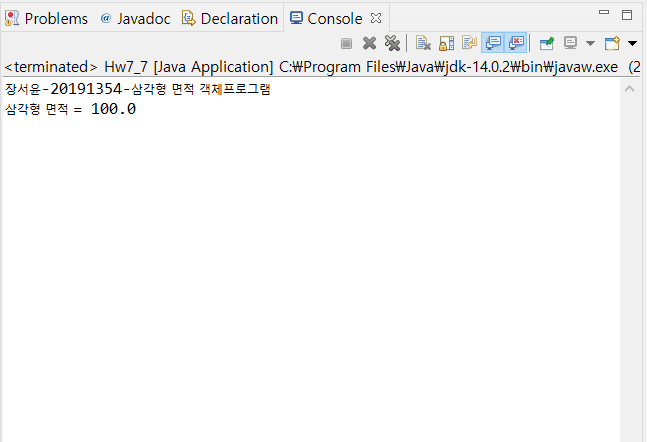 Problems @ Javadoc Declaration Console
<terminated> Hw7_7 [Java Application] C:₩Program Files₩Java₩jdk-14.0.2₩bin₩javaw.exe (2
장서윤-20191354-삼각형 면적 객체프로그램
삼각형 면적 = 100.0